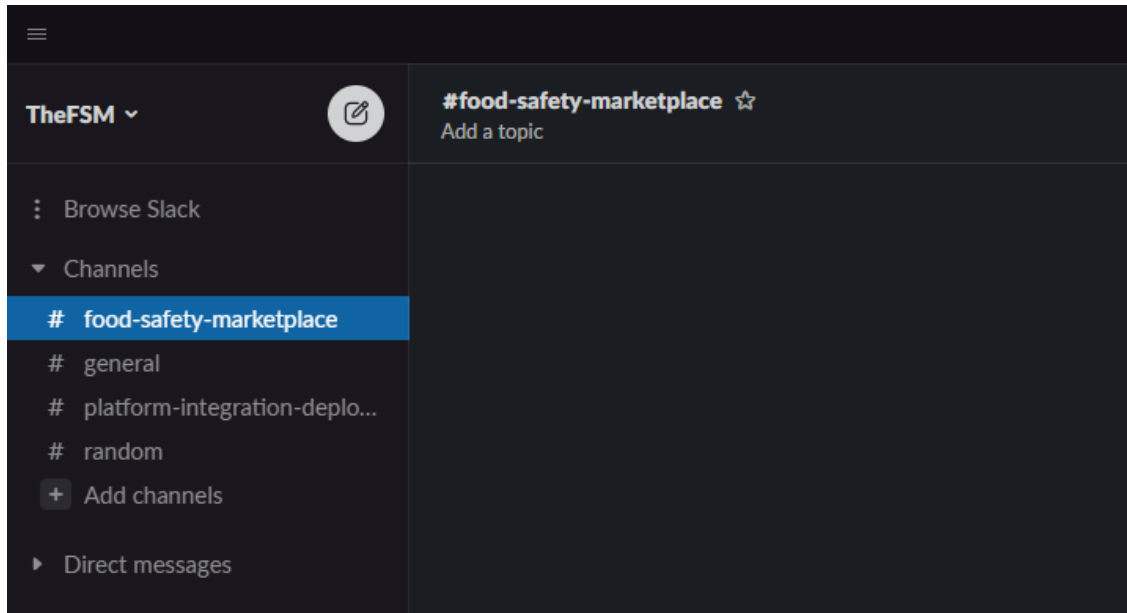 TheFSM
#food-safety-marketplace
Add a topic
Browse Slack
Channels
# food-safety-marketplace
# general
# platform-integration-deplo...
# random
+ Add channels
Direct messages